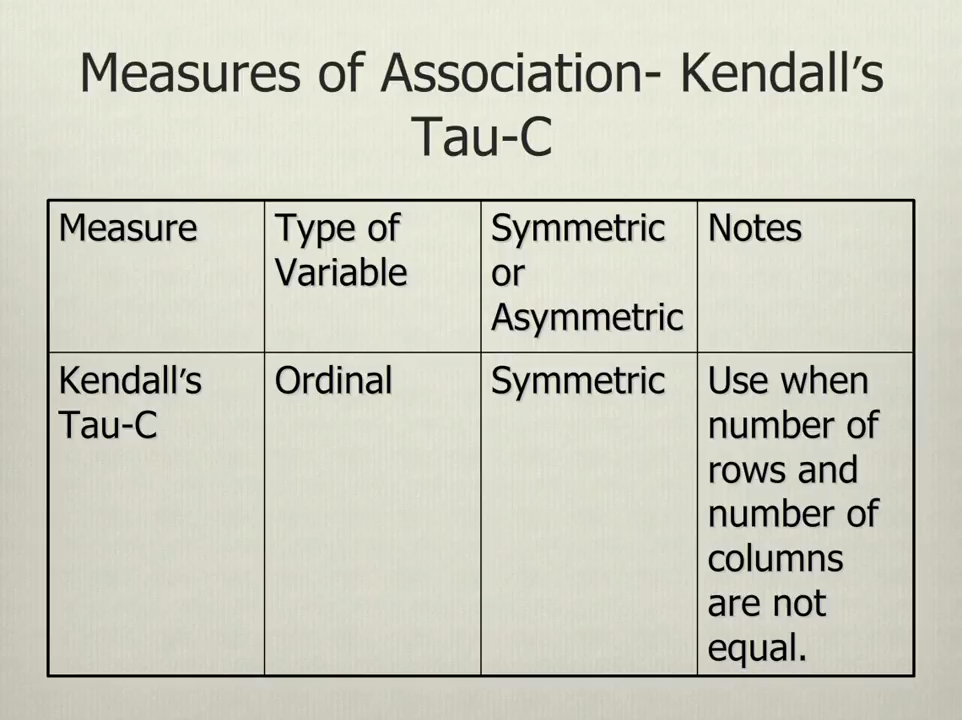 Measures of Association- Kendall’s
Tau-C
Measure
Type of
Variable
Symmetric
or
Asymmetric
Notes
Kendall’s
Tau-C
Ordinal
Symmetric
Use when
number of
rows and
number of
columns
are not
equal.